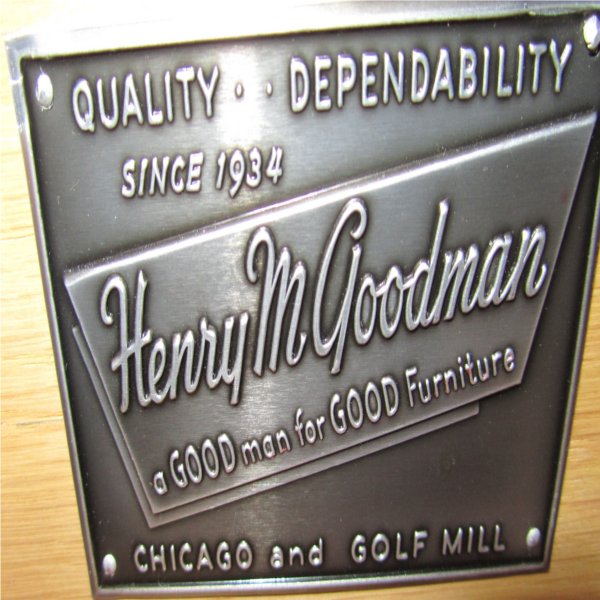 QUALITY · · DEPENDABILITY
SINCE 1934
Henry M Goodman
a GOOD man for GOOD Furniture
CHICAGO and GOLF MILL